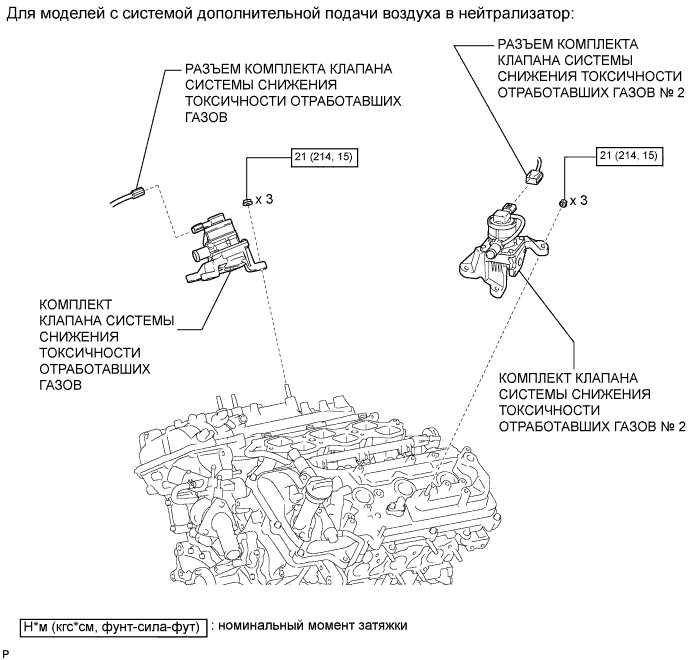 Для моделей с системой дополнительной подачи воздуха в нейтрализатор:
РАЗЪЕМ КОМПЛЕКТА КЛАПАНА
СИСТЕМЫ СНИЖЕНИЯ
ТОКСИЧНОСТИ ОТРАБОТАВШИХ
ГАЗОВ
РАЗЪЕМ КОМПЛЕКТА
КЛАПАНА СИСТЕМЫ
СНИЖЕНИЯ ТОКСИЧНОСТИ
ОТРАБОТАВШИХ ГАЗОВ № 2
21 (214, 15)
x 3
21 (214, 15)
x 3
КОМПЛЕКТ
КЛАПАНА СИСТЕМЫ
СНИЖЕНИЯ
ТОКСИЧНОСТИ
ОТРАБОТАВШИХ
ГАЗОВ
КОМПЛЕКТ КЛАПАНА
СИСТЕМЫ СНИЖЕНИЯ
ТОКСИЧНОСТИ
ОТРАБОТАВШИХ ГАЗОВ № 2
Н*м (кгс*см, фунт-сила-фут) : номинальный момент затяжки
P